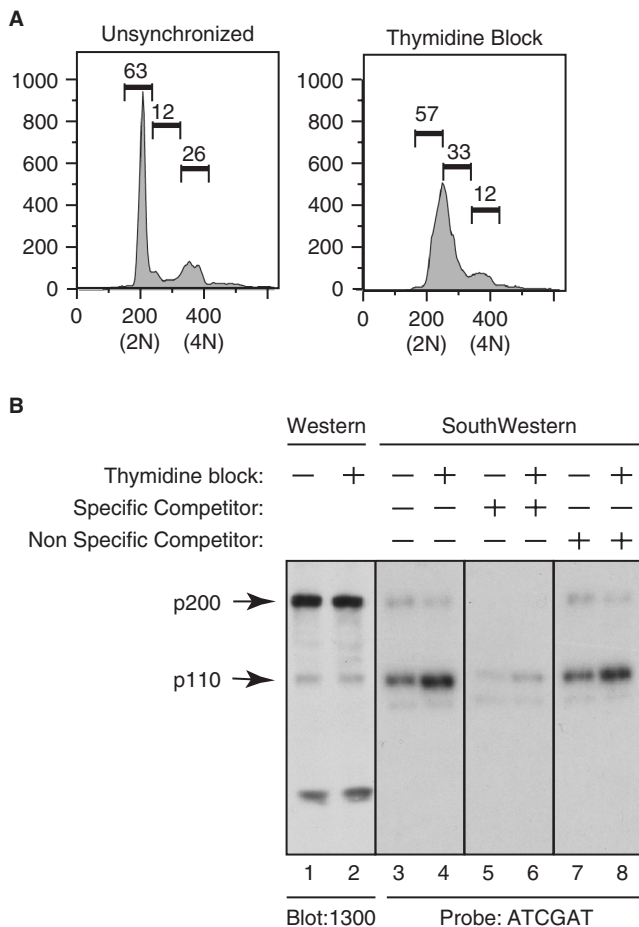 A
Unsynchronized
Thymidine Block
63
12
26
1000
800
600
400
200
0
0 200 400
(2N) (4N)
57
33
12
1000
800
600
400
200
0
0 200 400
(2N) (4N)
B
Western SouthWestern
Thymidine block: — + — + — + — +
Specific Competitor: — — + + — —
Non Specific Competitor: — — — — + +
p200
p110
1 2 3 4 5 6 7 8
Blot:1300 Probe: ATCGAT